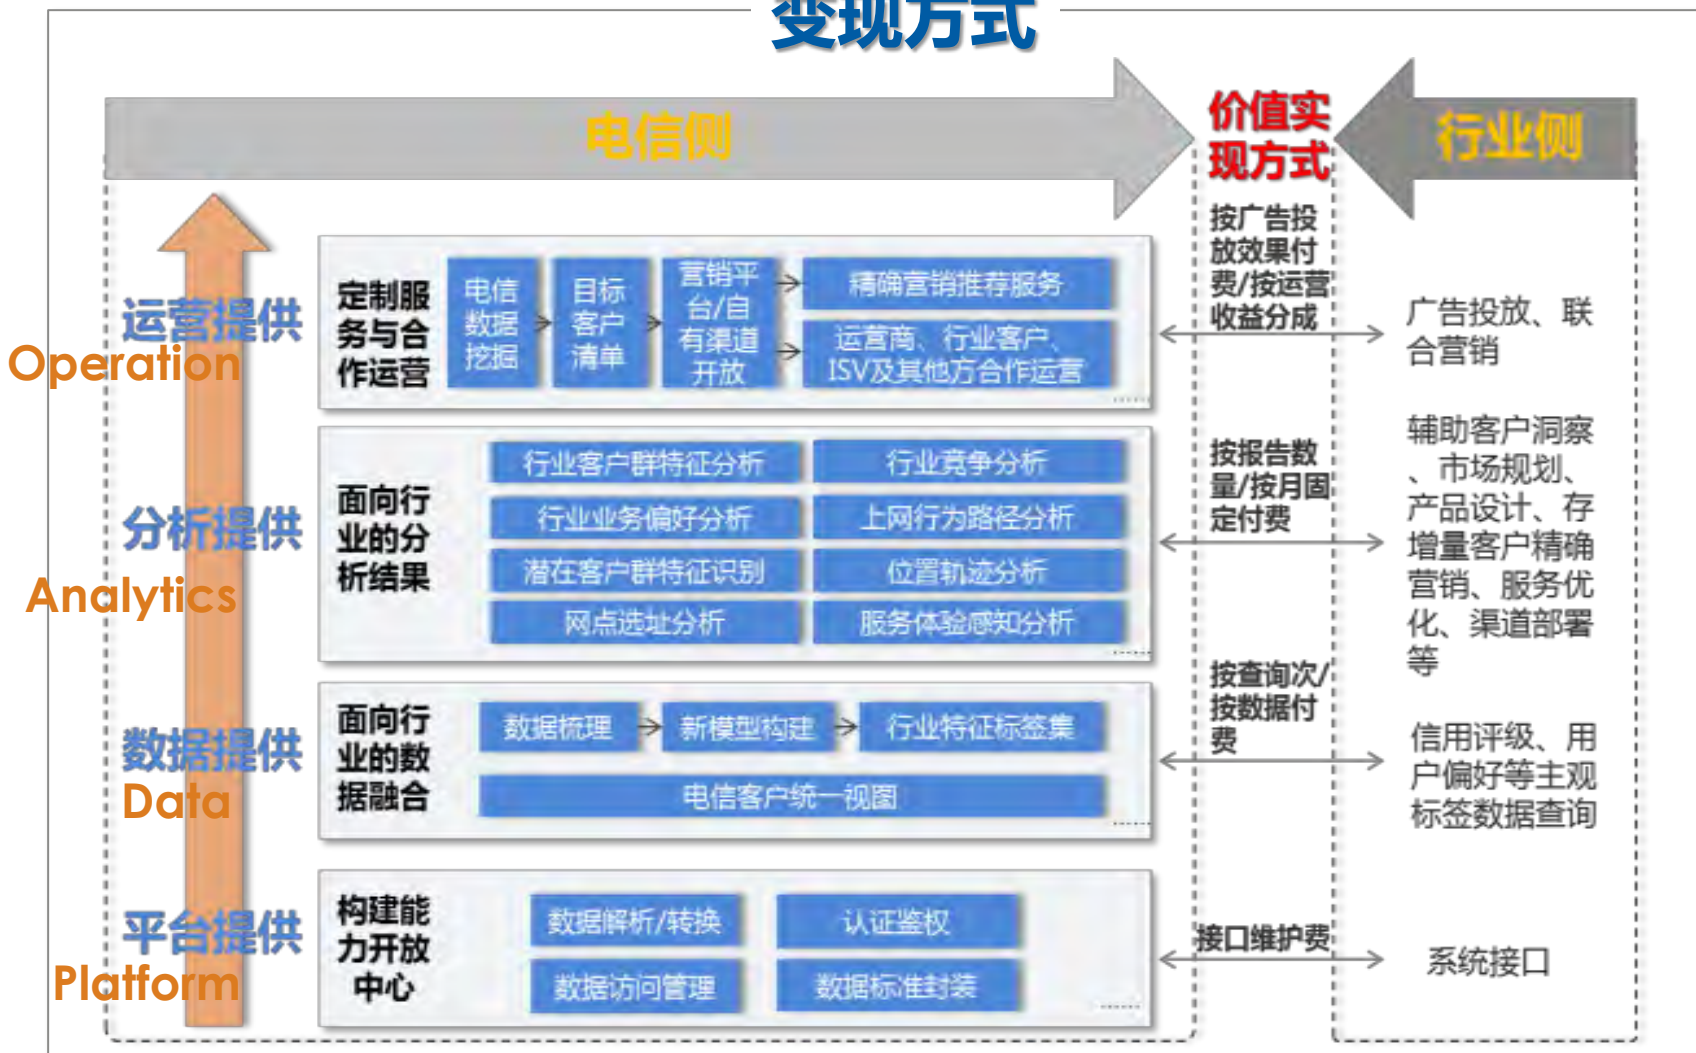 变现方式
电信侧
价值实
现方式
行业侧
运营提供
Operation
定制服
务与合
作运营
电信
数据
挖掘
目标
客户
清单
营销平
台/自
有渠道
开放
精确营销推荐服务
运营商、行业客户、
ISV及其他方合作运营
......
按广告投
放效果付
费/按运营
收益分成
广告投放、联
合营销
分析提供
Analytics
面向行
业的分
析结果
行业客户群特征分析
行业竞争分析
行业业务偏好分析
上网行为路径分析
潜在客户群特征识别
位置轨迹分析
网点选址分析
服务体验感知分析
......
按报告数
量/按月固
定付费
辅助客户洞察
、市场规划、
产品设计、存
增量客户精确
营销、服务优
化、渠道部署
等
数据提供
Data
面向行
业的数
据融合
数据梳理
新模型构建
行业特征标签集
电信客户统一视图
......
按查询次/
按数据付
费
信用评级、用
户偏好等主观
标签数据查询
平台提供
Platform
构建能
力开放
中心
数据解析/转换
认证鉴权
数据访问管理
数据标准封装
......
接口维护费
系统接口